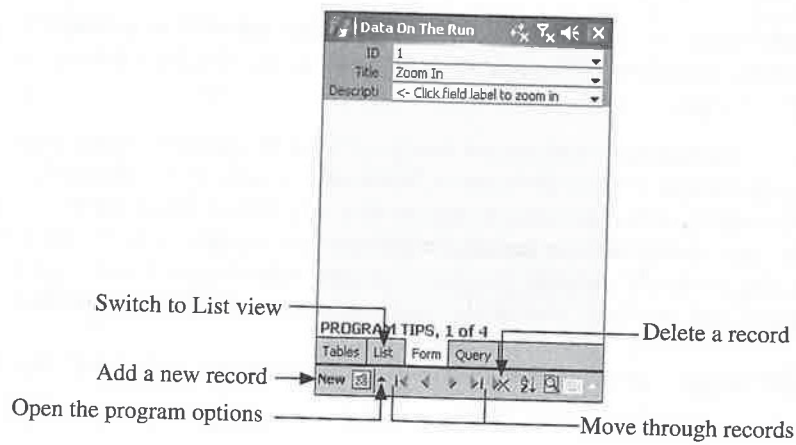 Data On The Run
ID 1
Title Zoom In
Descripti <- Click field label to zoom in
Switch to List view
PROGRAM TIPS, 1 of 4
Delete a record
Tables List Form Query
Add a new record
New
Open the program options
Move through records